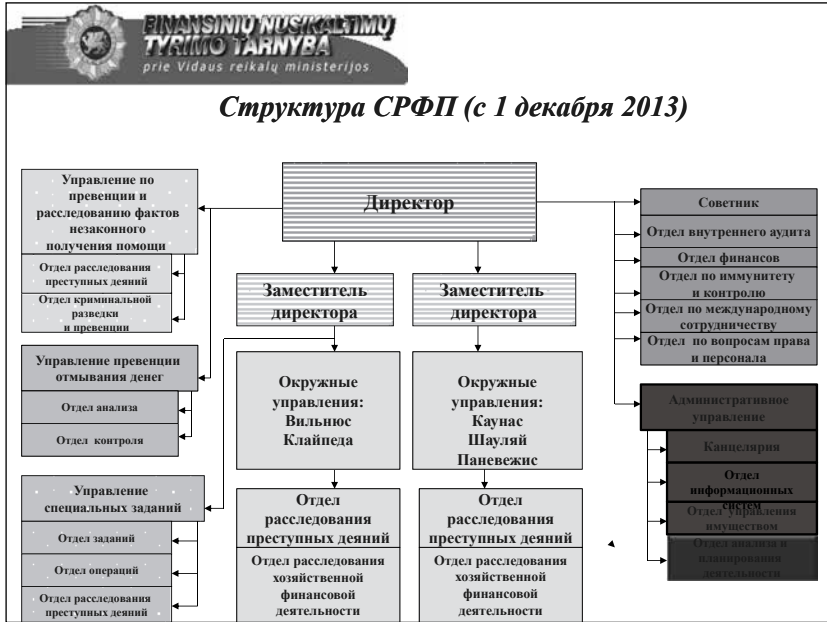 FINANSINIŲ NUSIKALTIMŲ
TYRIMO TARNYBA
prie Vidaus reikalų ministerijos
Структура СРФП (с 1 декабря 2013)
Управление по
превенции и
расследованию фактов
незаконного
получения помощи
Отдел расследования
преступных деяний
Отдел криминальной
разведки
и превенции
Управление превенции
отмывания денег
Отдел анализа
Отдел контроля
Управление
специальных заданий
Отдел заданий
Отдел операций
Отдел расследования
преступных деяний
Директор
Заместитель
директора
Окружные
управления:
Вильнюс
Клайпеда
Отдел
расследования
преступных деяний
Отдел расследования
хозяйственной
финансовой
деятельности
Заместитель
директора
Окружные
управления:
Каунас
Шауляй
Паневежис
Отдел
расследования
преступных деяний
Отдел расследования
хозяйственной
финансовой
деятельности
Советник
Отдел внутреннего аудита
Отдел финансов
Отдел по иммунитету
и контролю
Отдел по международному
сотрудничеству
Отдел по вопросам права
и персонала
Административное
управление
Канцелярия
Отдел
информационных
систем
Отдел управления
имуществом
Отдел анализа и
планирования
деятельности